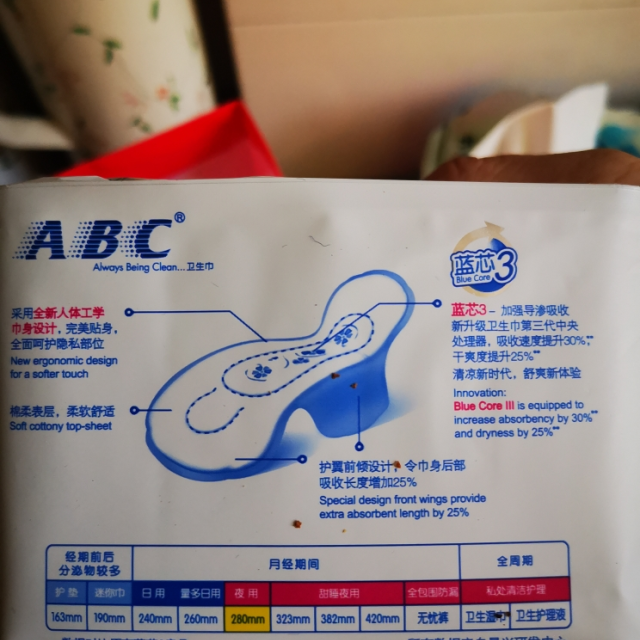 ABC®
Always Being Clean...卫生巾
蓝芯3
Blue Core
采用全新人体工学
巾身设计，完美贴身，
全面呵护隐私部位
New ergonomic design
for a softer touch
棉柔表层，柔软舒适
Soft cottony top-sheet
蓝芯3 - 加强导渗吸收
新升级卫生巾第三代中央
处理器，吸收速度提升30%，**
干爽度提升25%**
清凉新时代，舒爽新体验
Innovation:
Blue Core III is equipped to
increase absorbency by 30%**
and dryness by 25%**
护翼前倾设计，令巾身后部
吸收长度增加25%
Special design front wings provide
extra absorbent length by 25%
经期前后
分泌物较多
月经期间
全周期
护垫 迷你巾 日用 量多日用 夜用 甜睡夜用 全包围防漏 私处清洁护理
163mm 190mm 240mm 260mm 280mm 323mm 382mm 420mm 无忧裤 卫生湿巾 卫生护理液